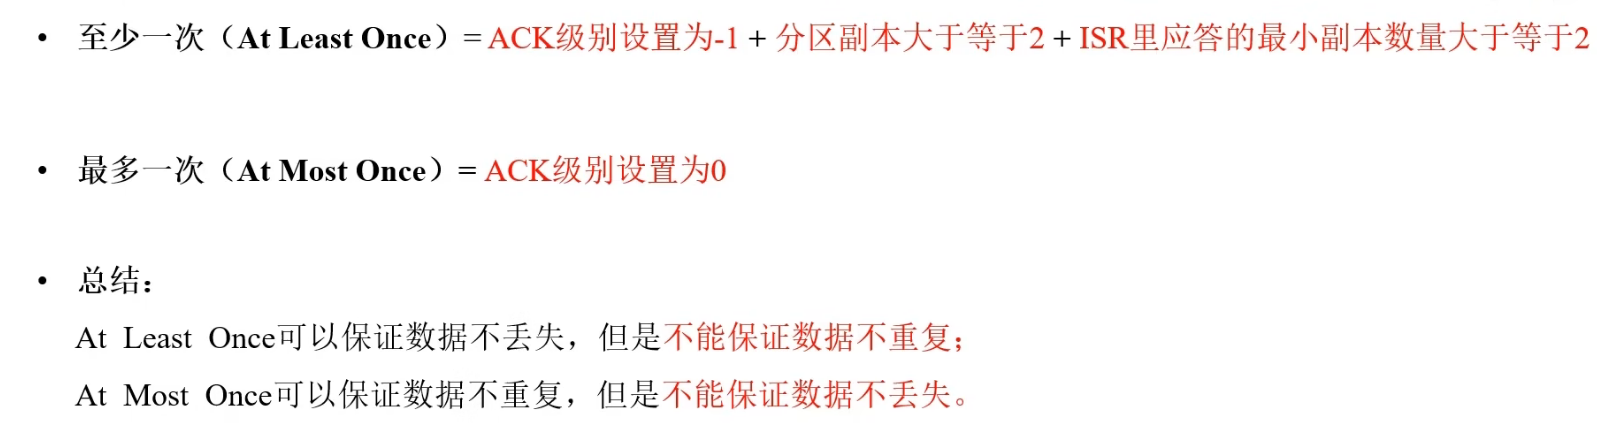 • 至少一次（At Least Once）= ACK级别设置为-1 + 分区副本大于等于2 + ISR里应答的最小副本数量大于等于2
• 最多一次（At Most Once）= ACK级别设置为0
• 总结：
At Least Once可以保证数据不丢失，但是不能保证数据不重复；
At Most Once可以保证数据不重复，但是不能保证数据不丢失。